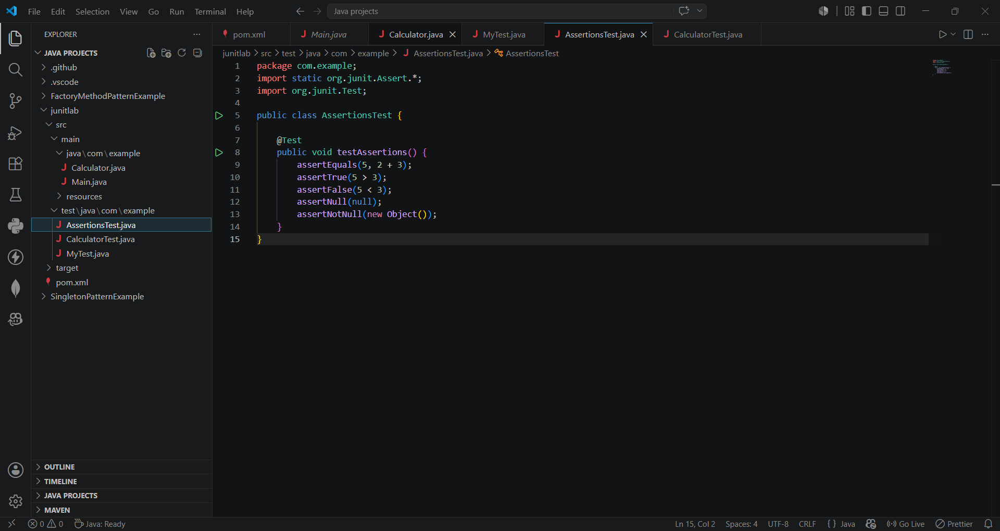 File Edit Selection View Go Run Terminal Help
Java projects
EXPLORER
JAVA PROJECTS
.github
.vscode
FactoryMethodPatternExample
junitlab
src
main
java\com\example
Calculator.java
Main.java
resources
test\java\com\example
AssertionsTest.java
CalculatorTest.java
MyTest.java
target
pom.xml
SingletonPatternExample
OUTLINE
TIMELINE
JAVA PROJECTS
MAVEN
pom.xml Main.java Calculator.java MyTest.java AssertionsTest.java CalculatorTest.java
junitlab > src > test > java > com > example > AssertionsTest.java > AssertionsTest
1 package com.example;
2 import static org.junit.Assert.*;
3 import org.junit.Test;
4
5 public class AssertionsTest {
6
7 @Test
8 public void testAssertions() {
9 assertEquals(5, 2 + 3);
10 assertTrue(5 > 3);
11 assertFalse(5 < 3);
12 assertNull(null);
13 assertNotNull(new Object());
14 }
15 }
0 0 Java: Ready
Ln 15, Col 2 Spaces: 4 UTF-8 CRLF {} Java Go Live Prettier